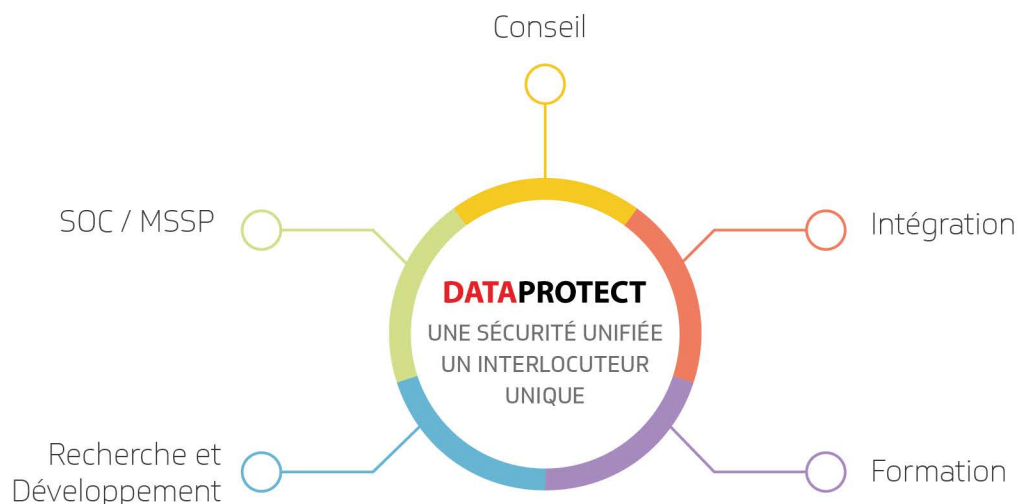 Conseil
SOC / MSSP
Intégration
DATAPROTECT
UNE SÉCURITÉ UNIFIÉE
UN INTERLOCUTEUR
UNIQUE
Recherche et
Développement
Formation